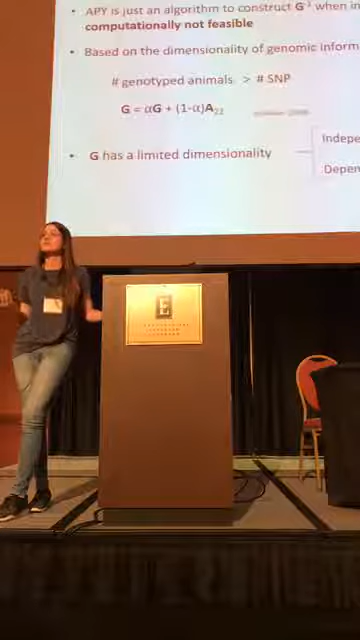 • APY is just an algorithm to construct G⁻¹ when in
computationally not feasible
• Based on the dimensionality of genomic inform
# genotyped animals > # SNP
G = αG + (1-α)A₂₂
• G has a limited dimensionality
Indepe
Depen
E